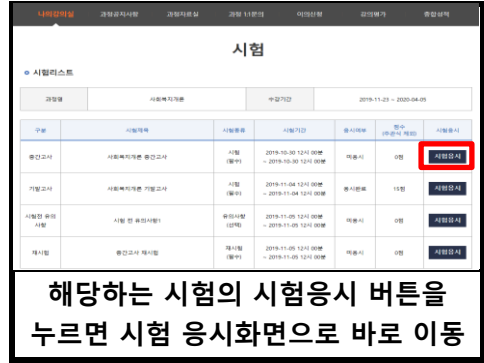 나의강의실 과정공지사항 과정자료실 과정 1:1문의 이의신청 강의평가 종합성적
시험
시험리스트
과정명 사회복지개론 수강기간 2019-11-23 ~ 2020-04-05
구분 시험제목 시험종류 시험기간 응시여부 점수 시험응시
(주관식 제외)
중간고사 사회복지개론 중간고사 시험 2019-10-30 12시 00분 미응시 0점 시험응시
(필수) ~ 2019-10-30 12시 00분
기말고사 사회복지개론 기말고사 시험 2019-11-04 12시 00분 응시완료 15점 시험응시
(필수) ~ 2019-11-04 12시 00분
시험전 유의 시험 전 유의사항1 유의사항 2019-11-05 12시 00분 미응시 0점 시험응시
사항 (선택) ~ 2019-11-05 12시 00분
재시험 중간고사 재시험 재시험 2019-11-05 12시 00분 미응시 0점 시험응시
(필수) ~ 2019-11-05 12시 00분
해당하는 시험의 시험응시 버튼을
누르면 시험 응시화면으로 바로 이동